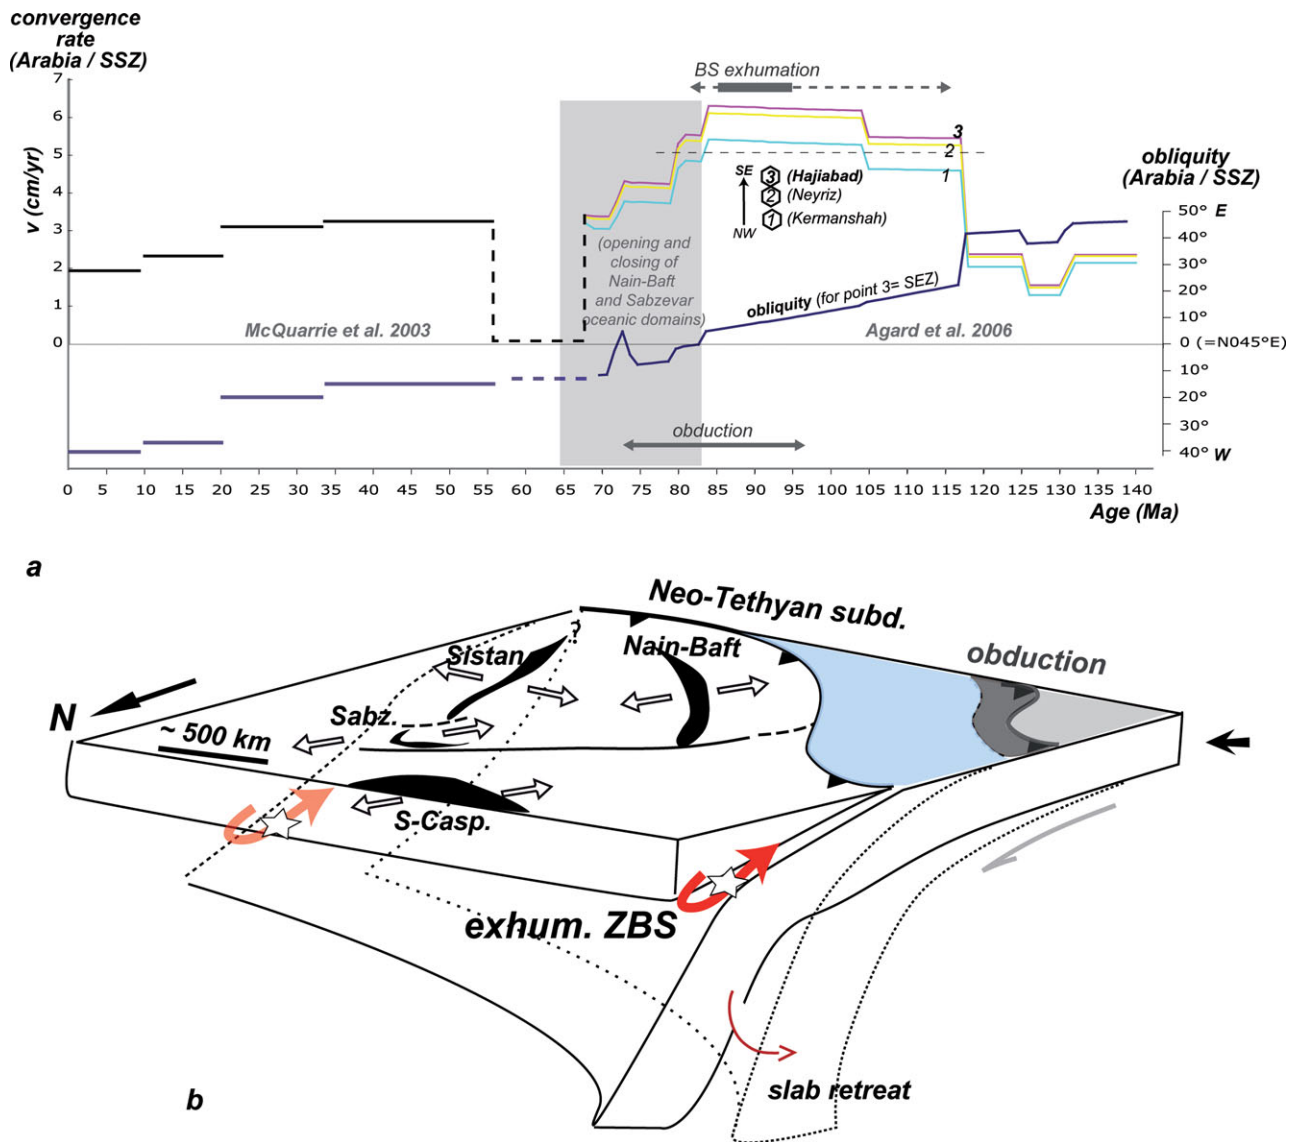 convergence
rate
(Arabia / SSZ)
v (cm/yr)
7
6
5
4
3
2
1
0
BS exhumation
3
2
1
SE
NW
3 (Hajiabad)
2 (Neyriz)
1 (Kermanshah)
obliquity
(Arabia / SSZ)
50° E
40°
30°
20°
10°
0 (=N045°E)
10°
20°
30°
40° W
(opening and
closing of
Nain-Baft
and Sabzevar
oceanic domains)
obliquity (for point 3= SEZ)
McQuarrie et al. 2003
Agard et al. 2006
obduction
0 5 10 15 20 25 30 35 40 45 50 55 60 65 70 75 80 85 90 95 100 105 110 115 120 125 130 135 140
Age (Ma)
a
Neo-Tethyan subd.
?
Sistan
Nain-Baft
obduction
N
Sabz.
~ 500 km
S-Casp.
exhum. ZBS
slab retreat
b